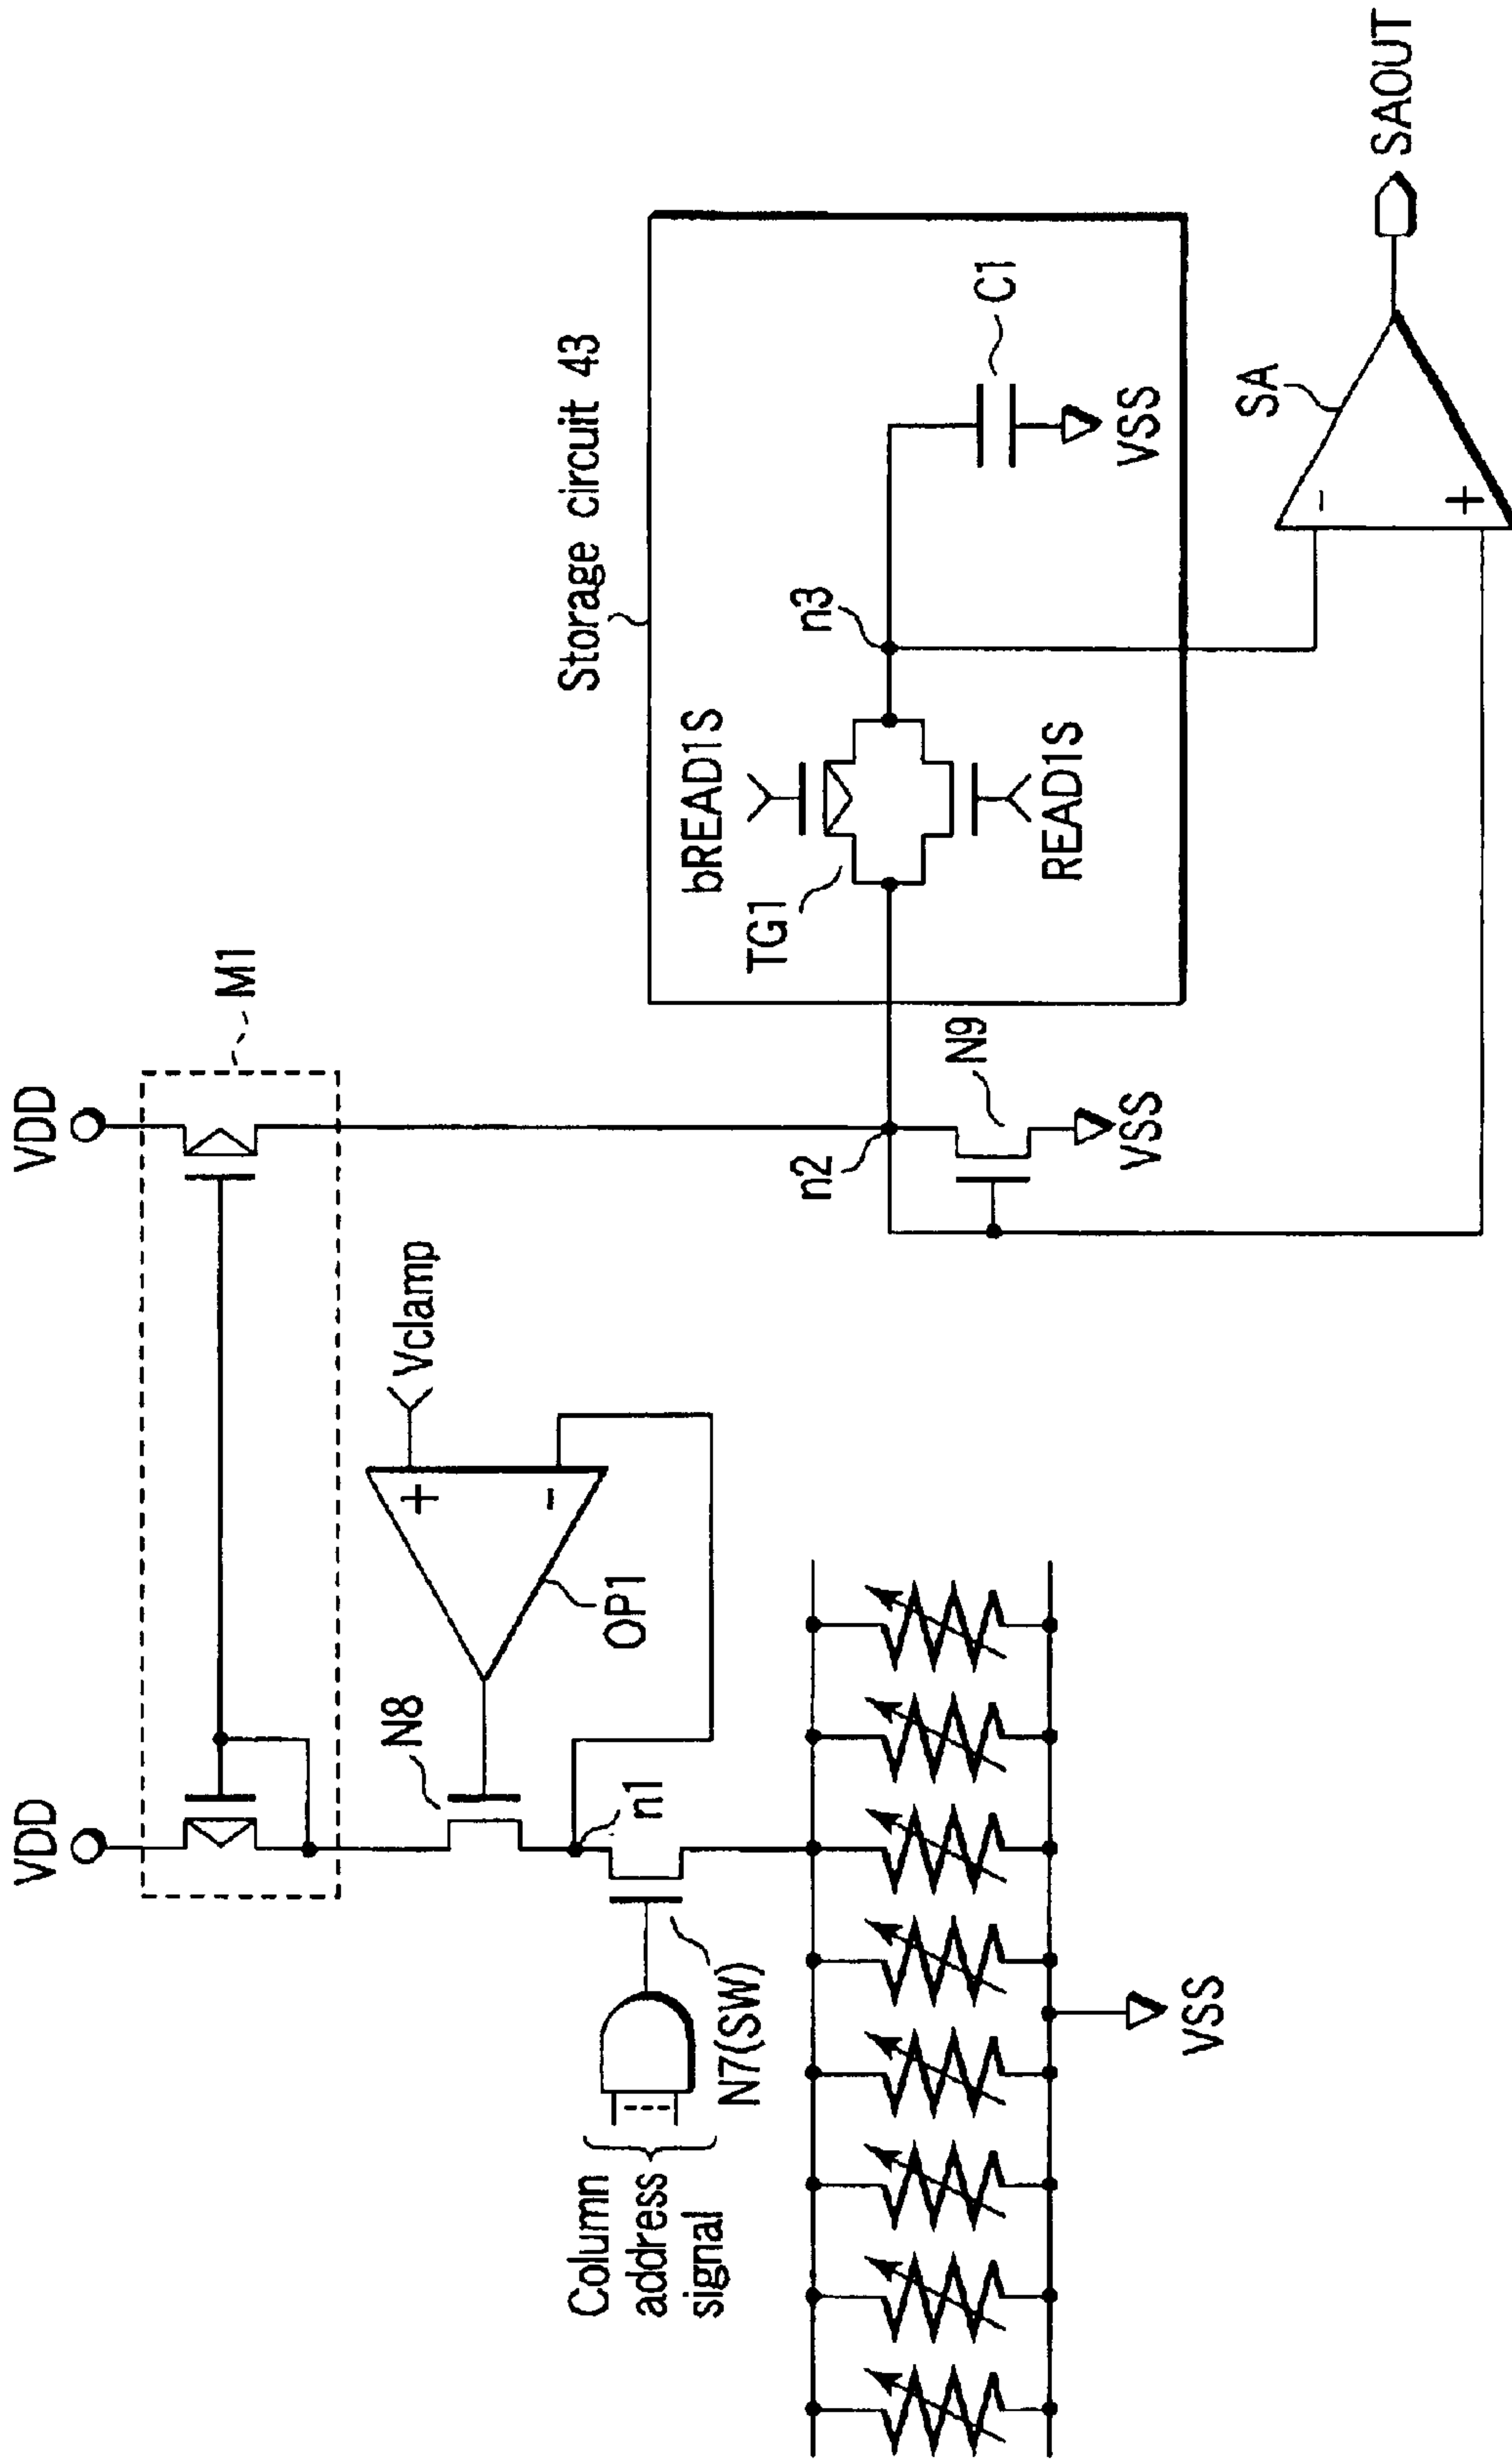 VDD
VDD
M1
Vclamp
+
-
OP1
N8
n1
N7(SW)
Column
address
signal
VSS
n2
N9
VSS
Storage circuit 43
bREAD1S
TG1
READ1S
n3
C1
VSS
SA
-
+
SAOUT